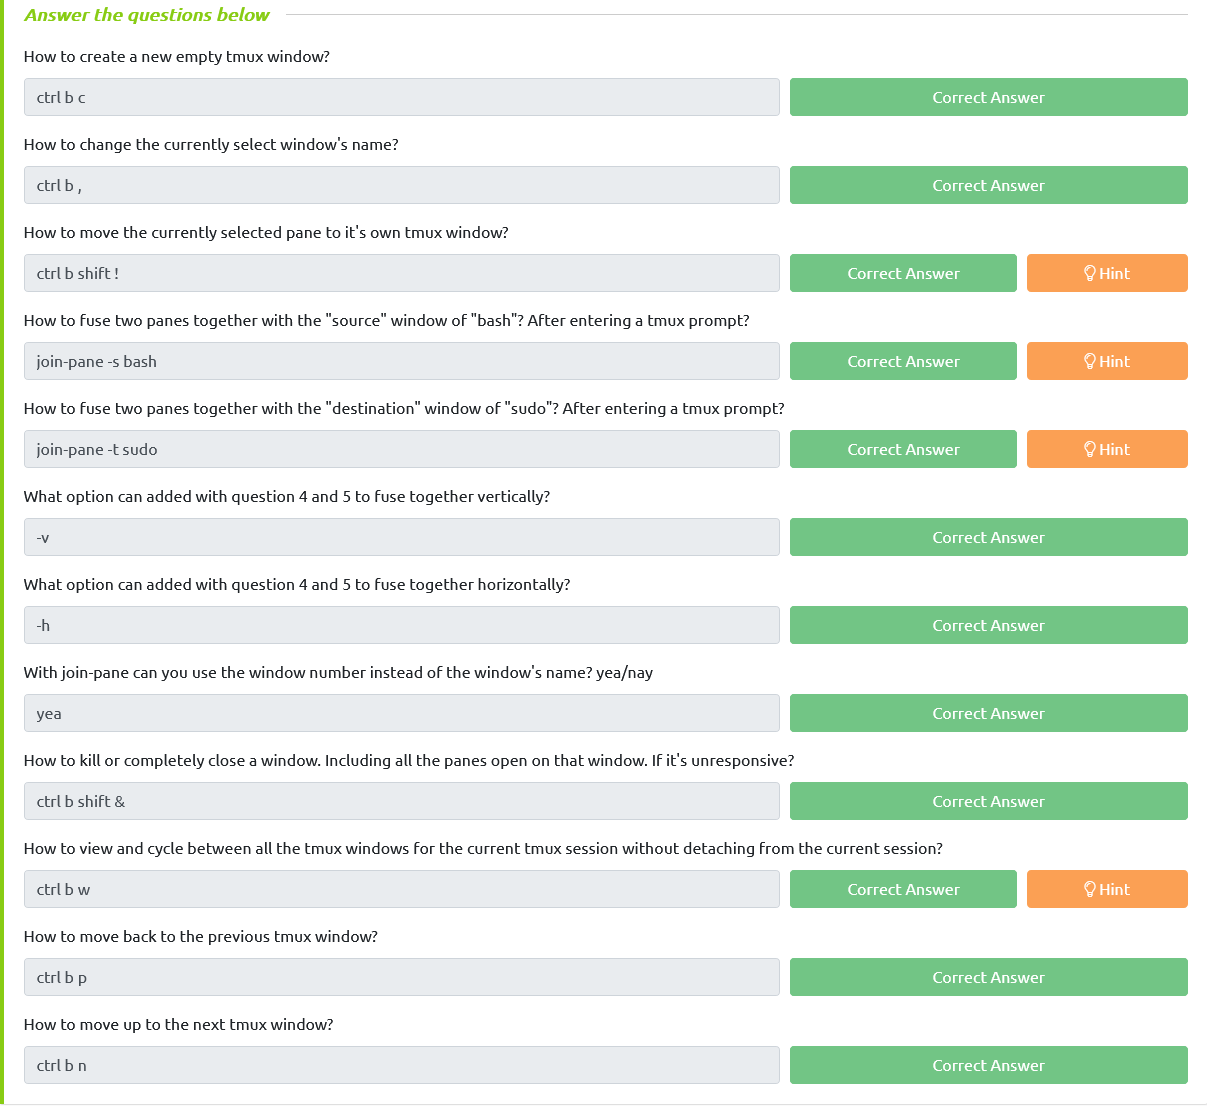 Answer the questions below
How to create a new empty tmux window?
ctrl b c
Correct Answer
How to change the currently select window's name?
ctrl b ,
Correct Answer
How to move the currently selected pane to it's own tmux window?
ctrl b shift !
Correct Answer
Hint
How to fuse two panes together with the "source" window of "bash"? After entering a tmux prompt?
join-pane -s bash
Correct Answer
Hint
How to fuse two panes together with the "destination" window of "sudo"? After entering a tmux prompt?
join-pane -t sudo
Correct Answer
Hint
What option can added with question 4 and 5 to fuse together vertically?
-v
Correct Answer
What option can added with question 4 and 5 to fuse together horizontally?
-h
Correct Answer
With join-pane can you use the window number instead of the window's name? yea/nay
yea
Correct Answer
How to kill or completely close a window. Including all the panes open on that window. If it's unresponsive?
ctrl b shift &
Correct Answer
How to view and cycle between all the tmux windows for the current tmux session without detaching from the current session?
ctrl b w
Correct Answer
Hint
How to move back to the previous tmux window?
ctrl b p
Correct Answer
How to move up to the next tmux window?
ctrl b n
Correct Answer